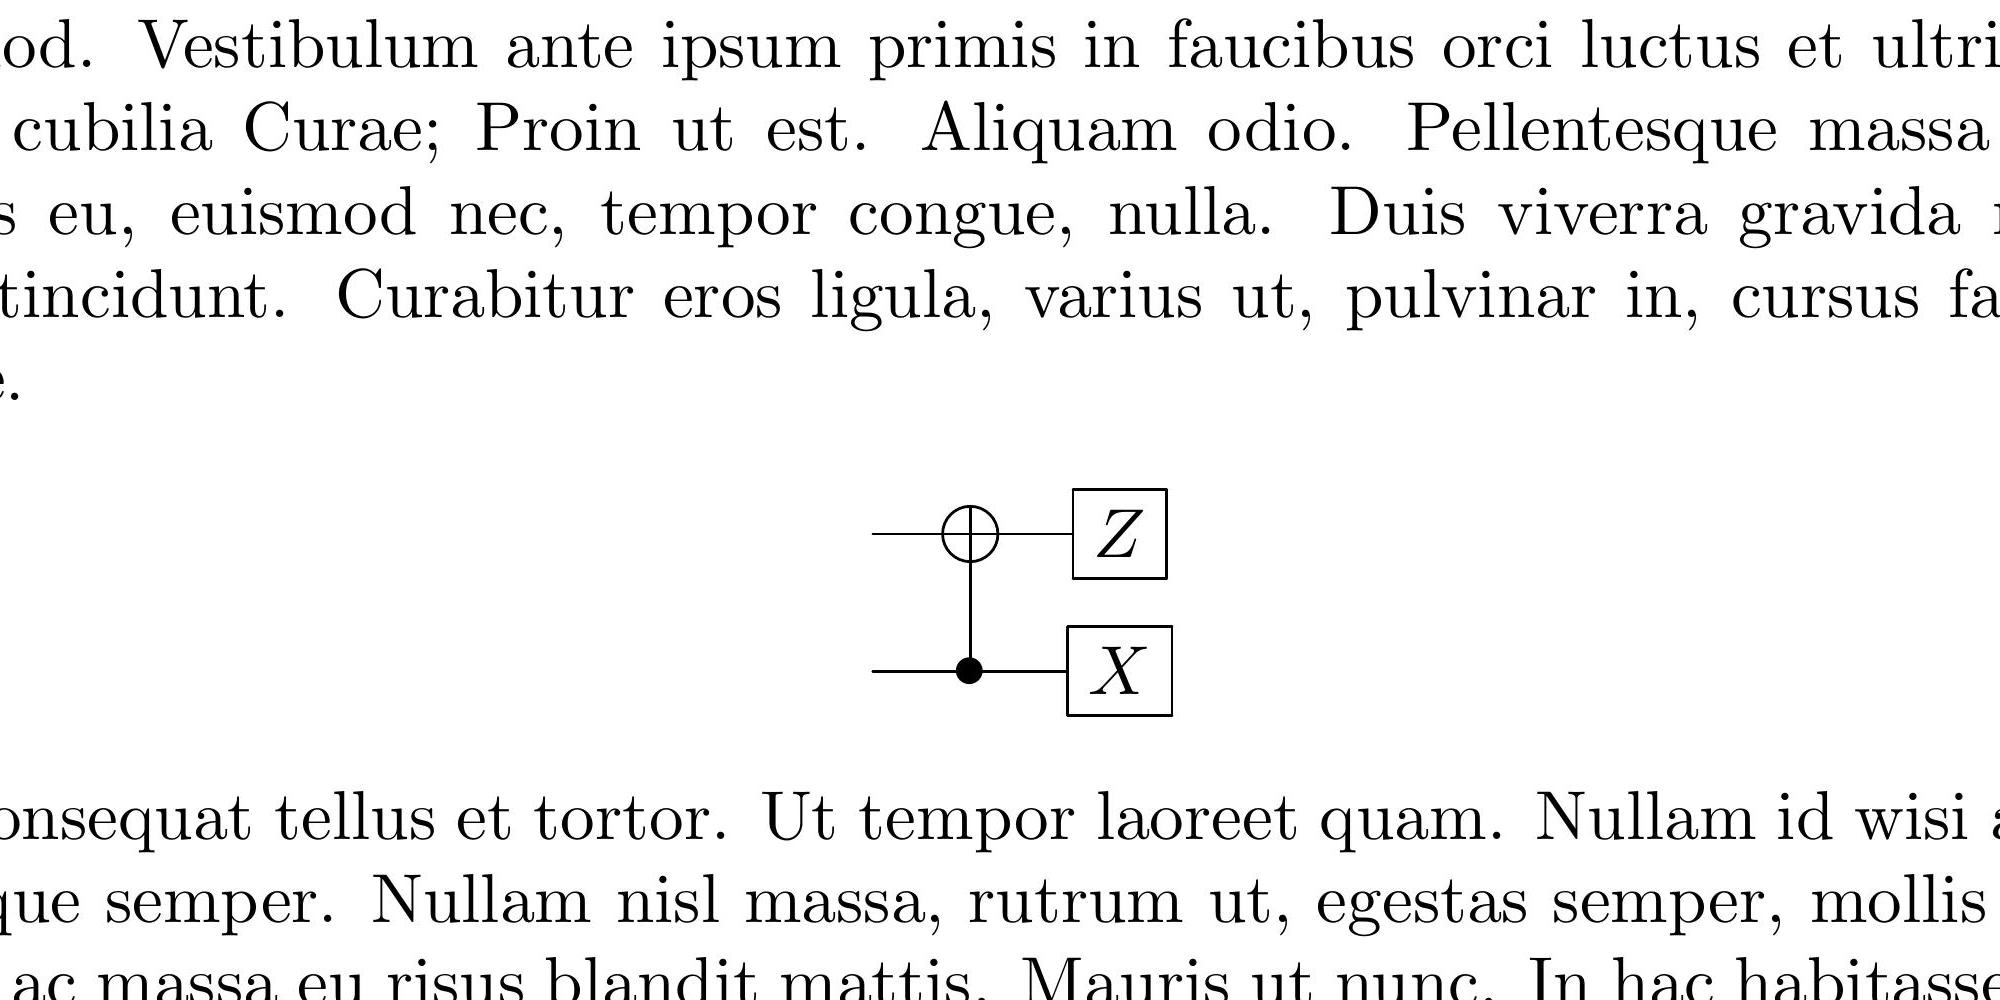 od. Vestibulum ante ipsum primis in faucibus orci luctus et ultri
cubilia Curae; Proin ut est. Aliquam odio. Pellentesque massa
s eu, euismod nec, tempor congue, nulla. Duis viverra gravida
tincidunt. Curabitur eros ligula, varius ut, pulvinar in, cursus fa
e.
Z
X
onsequat tellus et tortor. Ut tempor laoreet quam. Nullam id wisi a
que semper. Nullam nisl massa, rutrum ut, egestas semper, mollis
ac massa eu risus blandit mattis. Mauris ut nunc. In hac habitasse